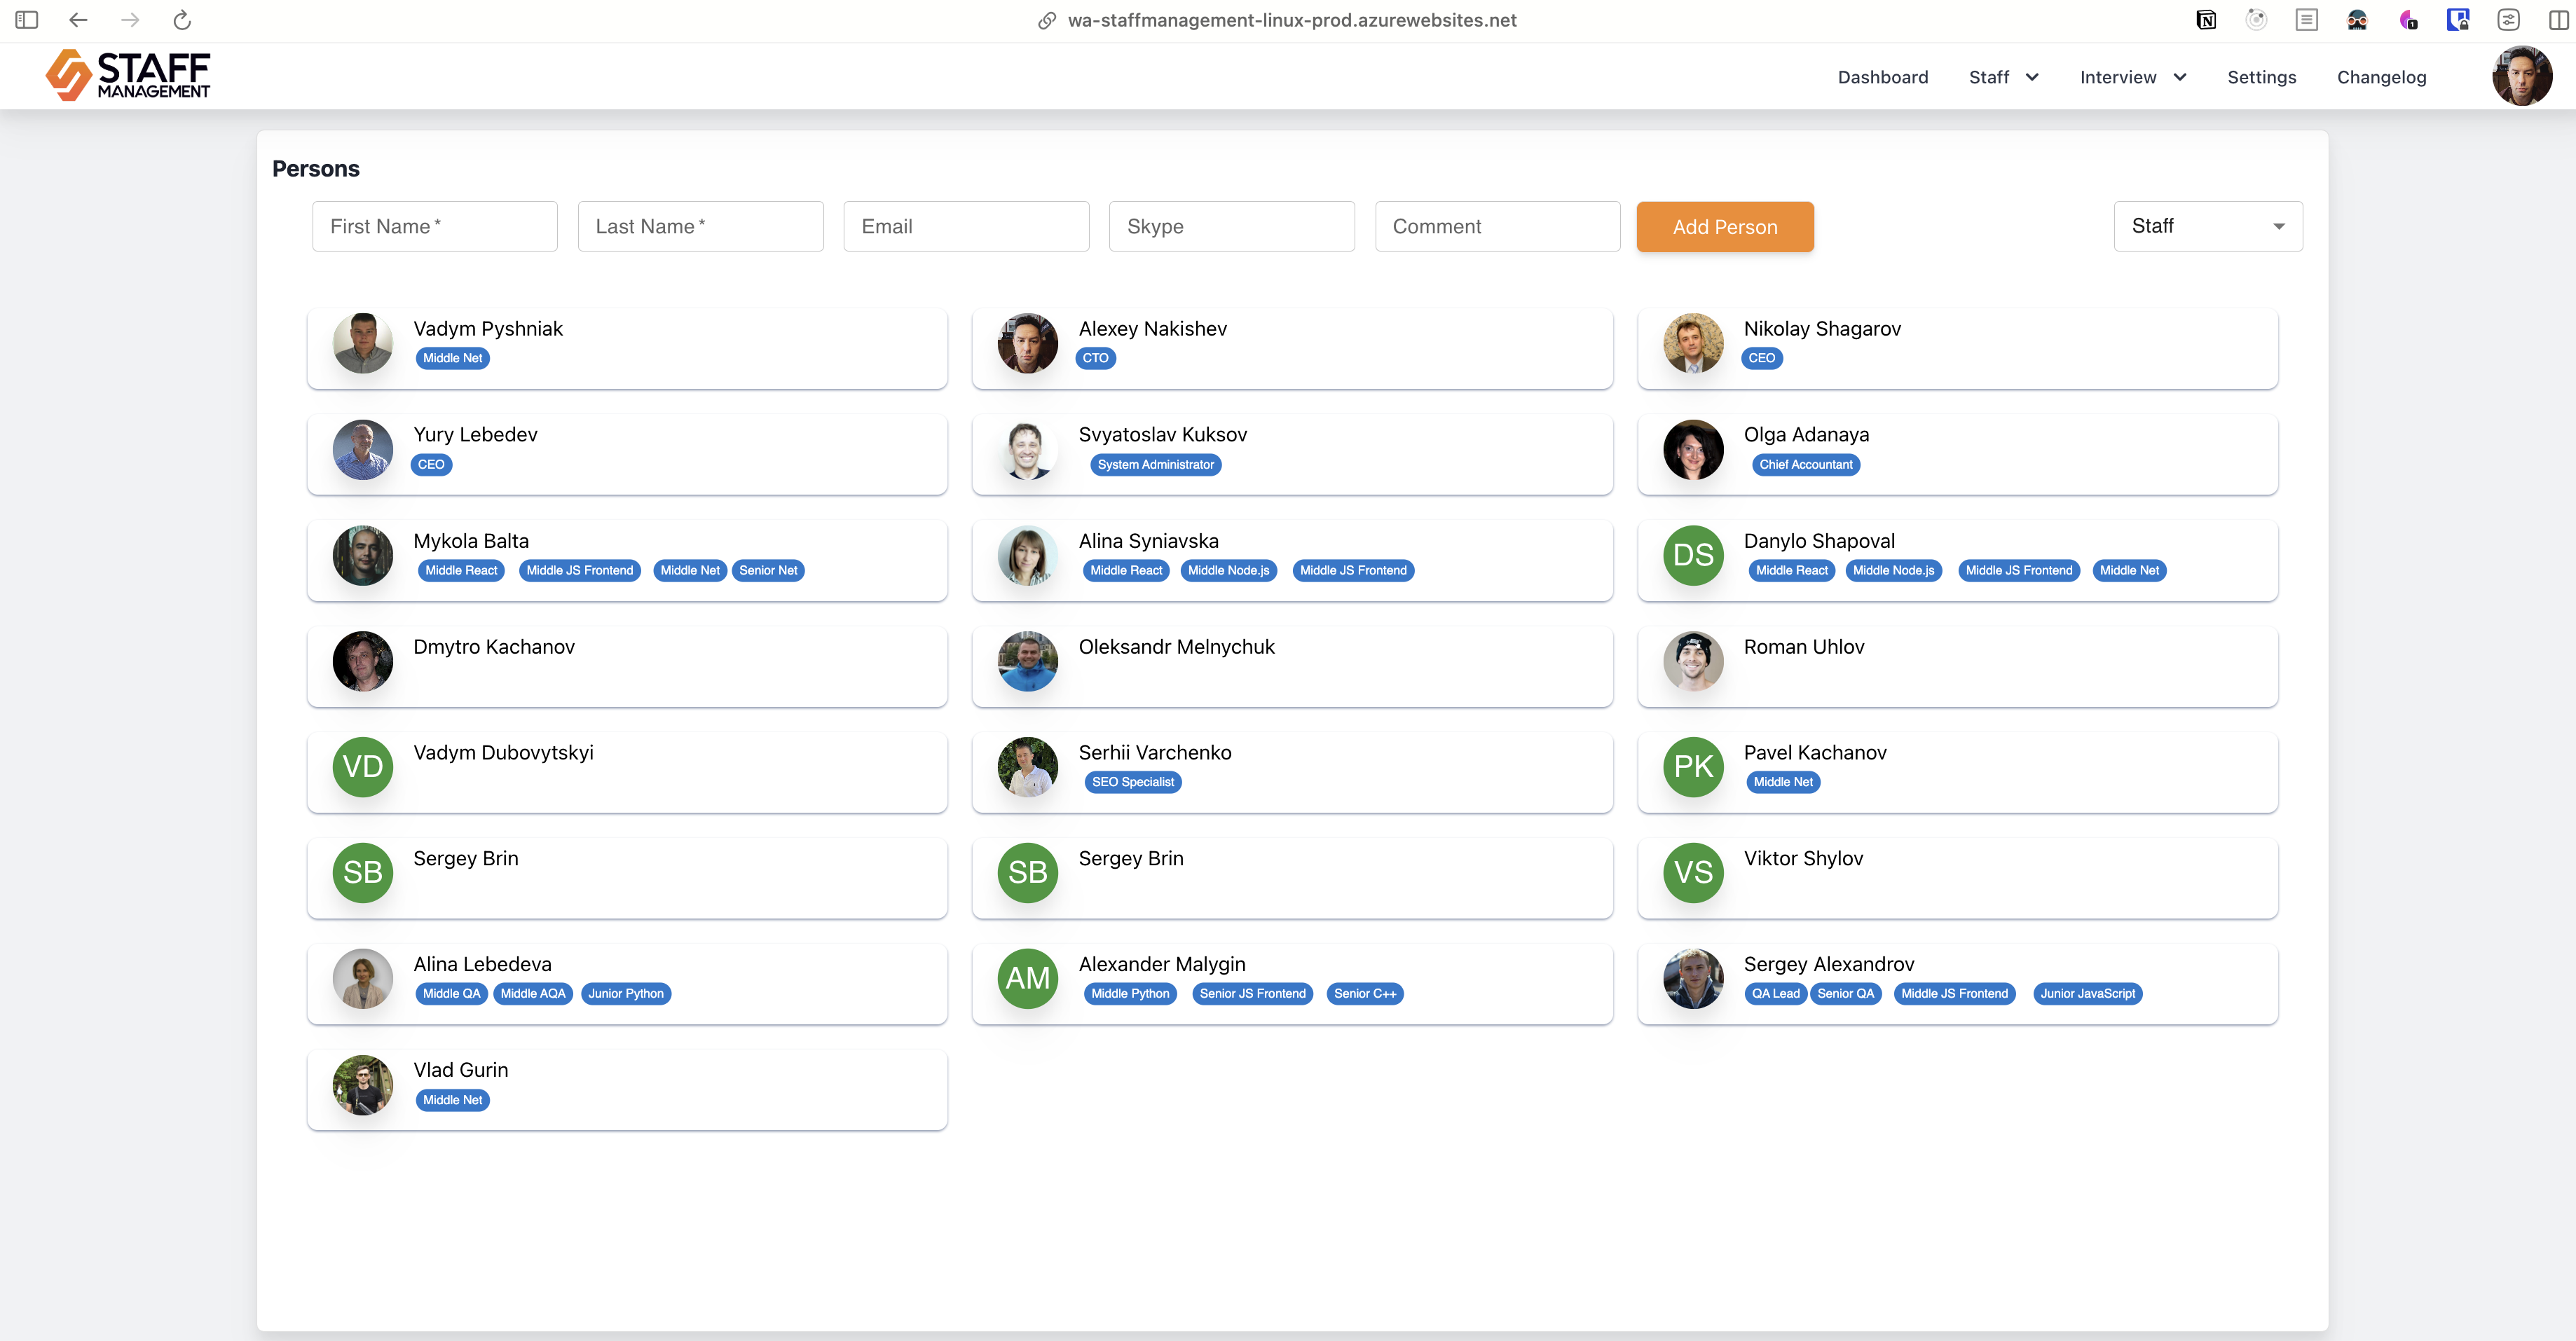 wa-staffmanagement-linux-prod.azurewebsites.net
STAFF
MANAGEMENT
Dashboard Staff Interview Settings Changelog
Persons
First Name * Last Name * Email Skype Comment Add Person Staff
Vadym Pyshniak
Middle Net
Alexey Nakishev
CTO
Nikolay Shagarov
CEO
Yury Lebedev
CEO
Svyatoslav Kuksov
System Administrator
Olga Adanaya
Chief Accountant
Mykola Balta
Middle React Middle JS Frontend Middle Net Senior Net
Alina Syniavska
Middle React Middle Node.js Middle JS Frontend
DS
Danylo Shapoval
Middle React Middle Node.js Middle JS Frontend Middle Net
Dmytro Kachanov
Oleksandr Melnychuk
Roman Uhlov
VD
Vadym Dubovytskyi
Serhii Varchenko
SEO Specialist
PK
Pavel Kachanov
Middle Net
SB
Sergey Brin
SB
Sergey Brin
VS
Viktor Shylov
Alina Lebedeva
Middle QA Middle AQA Junior Python
AM
Alexander Malygin
Middle Python Senior JS Frontend Senior C++
Sergey Alexandrov
QA Lead Senior QA Middle JS Frontend Junior JavaScript
Vlad Gurin
Middle Net